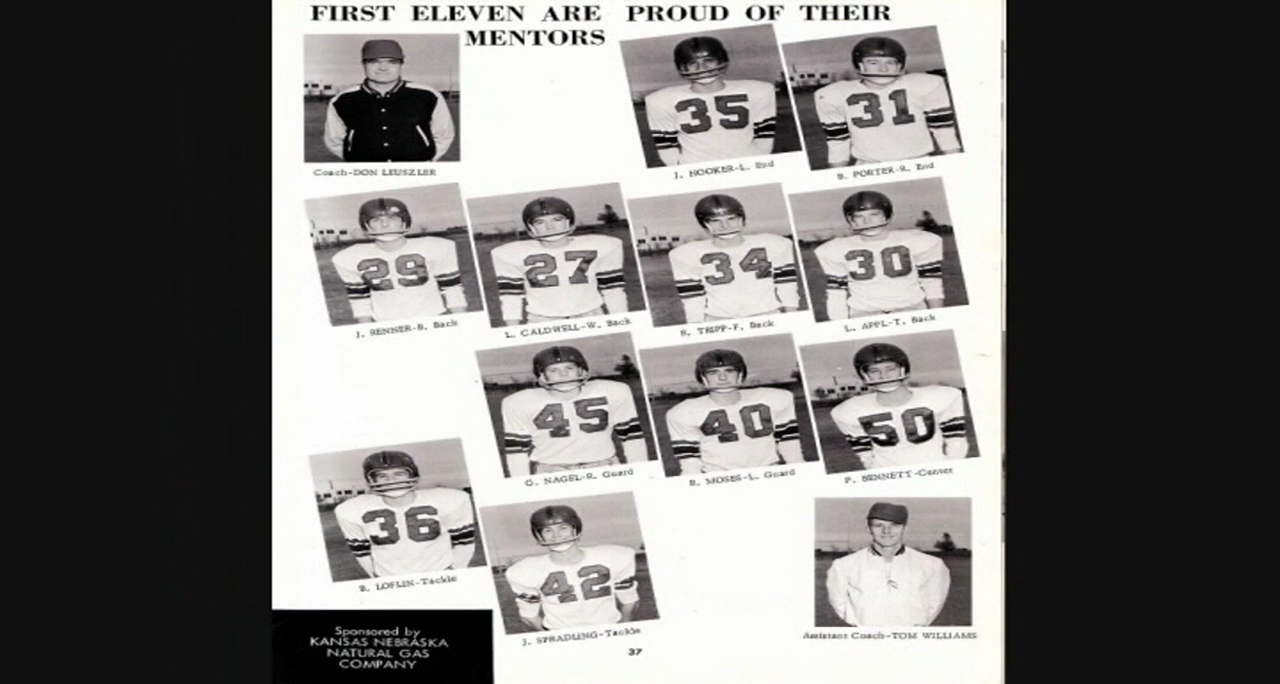 FIRST ELEVEN ARE PROUD OF THEIR
MENTORS
Coach-DON LEUSZLER
35
J. HOOKER-L. End
31
B. PORTER-R. End
29
J. RENNER-B. Back
27
L. CALDWELL-W. Back
34
R. TRIPP-F. Back
30
L. APPL-T. Back
45
G. NAGEL-R. Guard
40
R. MOSES-L. Guard
50
P. BENNETT-Center
36
R. LOFLIN-Tackle
42
J. SPRADLING-Tackle
Assistant Coach-TOM WILLIAMS
Sponsored by
KANSAS NEBRASKA
NATURAL GAS
COMPANY
37